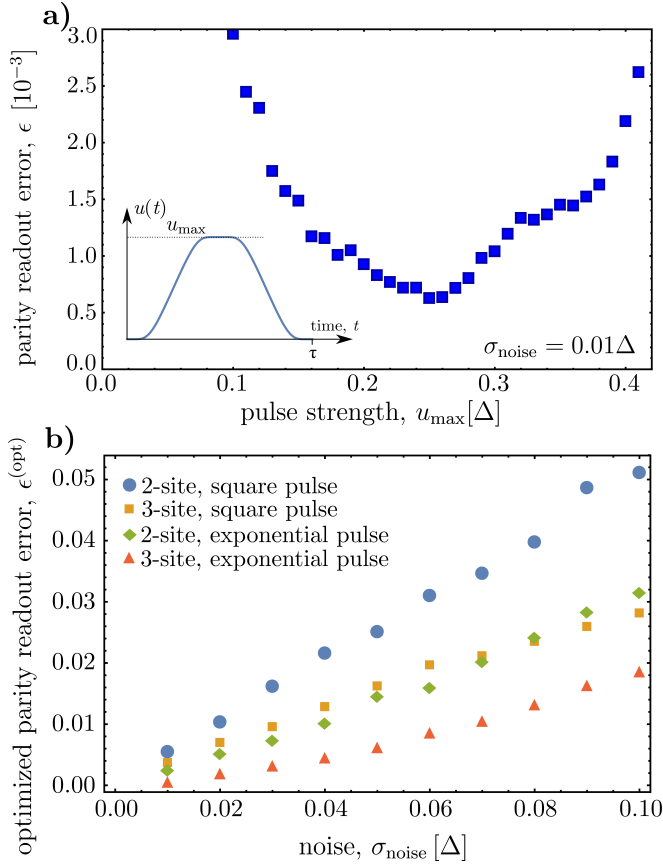 a)
parity readout error, ϵ [10⁻³]
3.0
2.5
2.0
1.5
1.0
0.5
0.0
u(t)
u_max
time, t
τ
σ_noise = 0.01Δ
0.0 0.1 0.2 0.3 0.4
pulse strength, u_max[Δ]
b)
optimized parity readout error, ϵ^(opt)
0.05
0.04
0.03
0.02
0.01
0.00
2-site, square pulse
3-site, square pulse
2-site, exponential pulse
3-site, exponential pulse
0.00 0.02 0.04 0.06 0.08 0.10
noise, σ_noise [Δ]